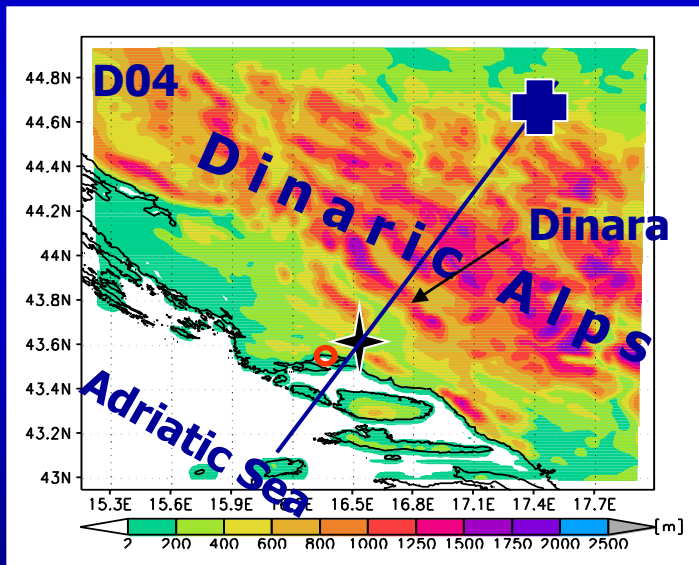 D04
Dinaric Alps
Dinara
Adriatic Sea
44.8N
44.6N
44.4N
44.2N
44N
43.8N
43.6N
43.4N
43.2N
43N
15.3E 15.6E 15.9E 16.5E 16.8E 17.1E 17.4E 17.7E
2 200 400 600 800 1000 1250 1500 1750 2000 2500 [m]